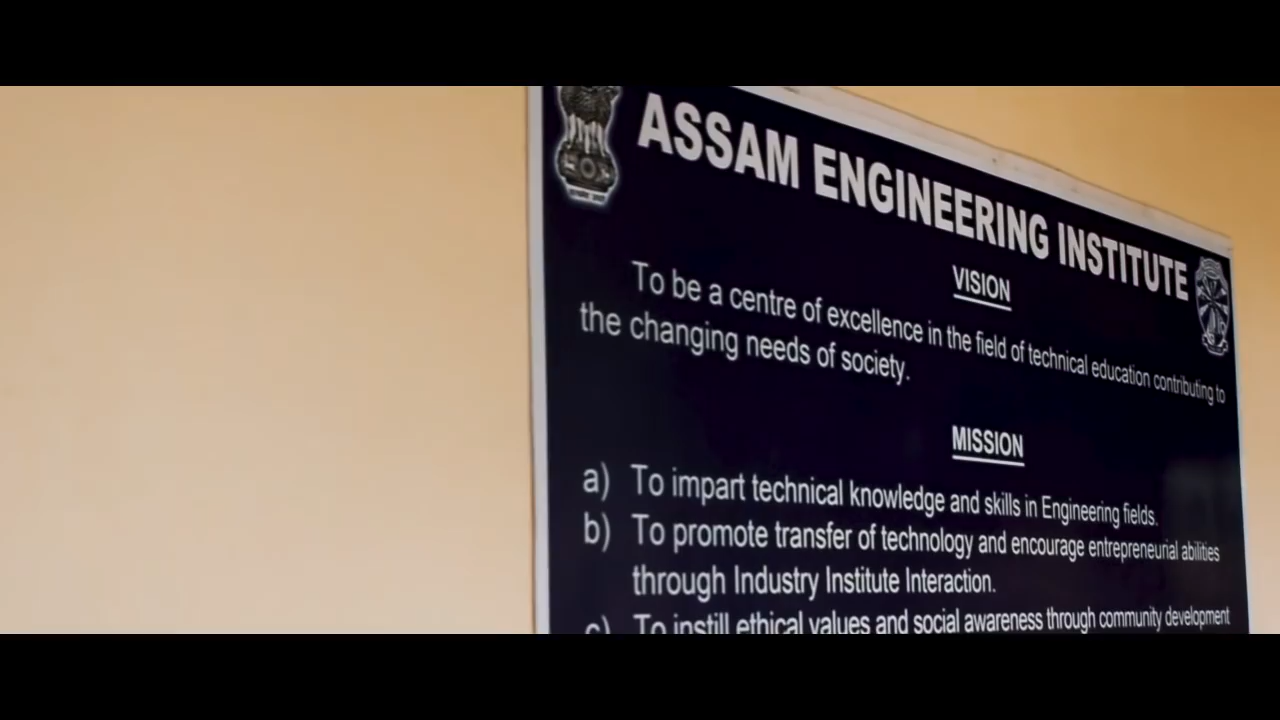 ASSAM ENGINEERING INSTITUTE
VISION
To be a centre of excellence in the field of technical education contributing to
the changing needs of society.
MISSION
a) To impart technical knowledge and skills in Engineering fields.
b) To promote transfer of technology and encourage entrepreneurial abilities
through Industry Institute Interaction.
c) To instill ethical values and social awareness through community development